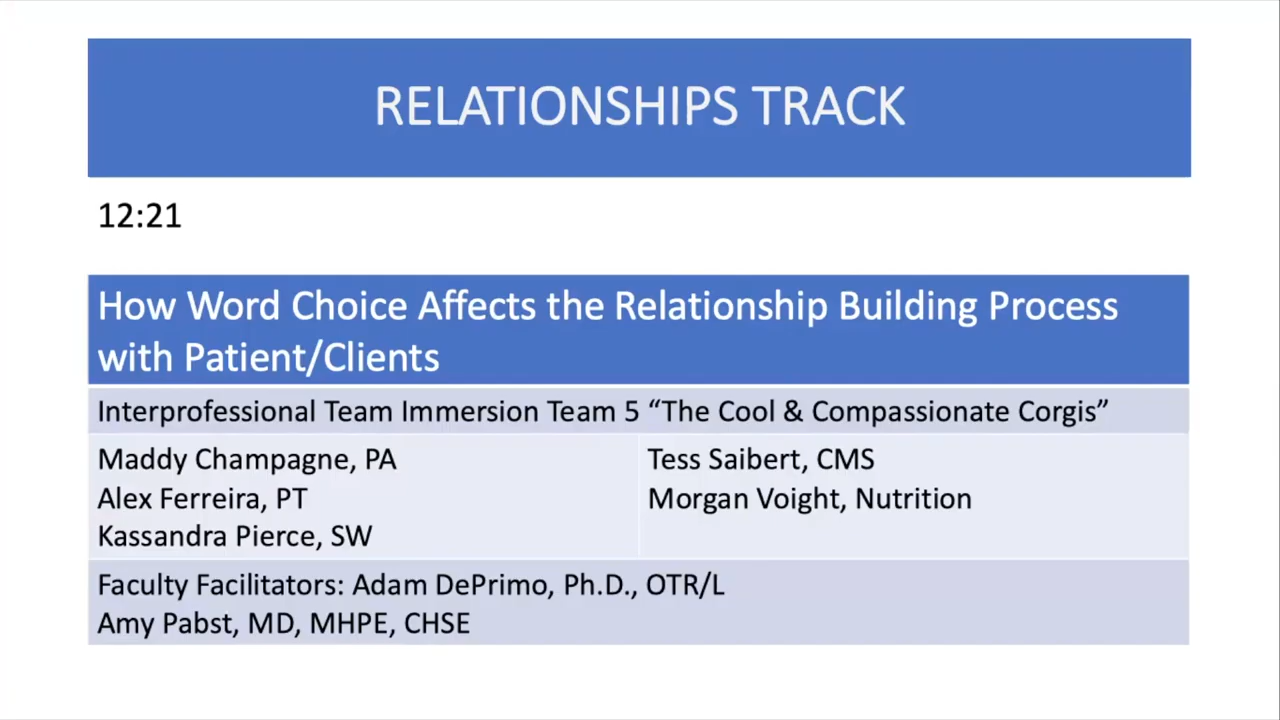 RELATIONSHIPS TRACK
12:21
How Word Choice Affects the Relationship Building Process
with Patient/Clients
Interprofessional Team Immersion Team 5 “The Cool & Compassionate Corgis”
Maddy Champagne, PA
Alex Ferreira, PT
Kassandra Pierce, SW
Tess Saibert, CMS
Morgan Voight, Nutrition
Faculty Facilitators: Adam DePrimo, Ph.D., OTR/L
Amy Pabst, MD, MHPE, CHSE